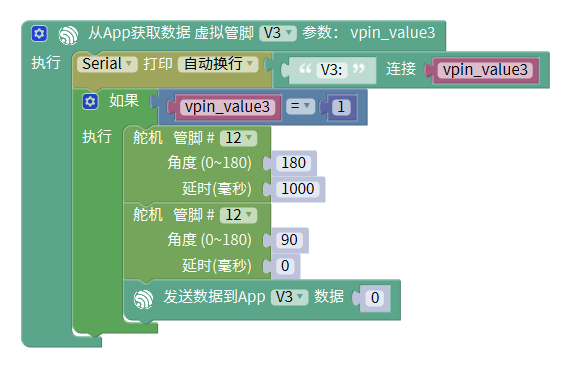 从App获取数据 虚拟管脚 V3 参数: vpin_value3
执行 Serial 打印 自动换行 “ V3: ” 连接 vpin_value3
如果 vpin_value3 = 1
执行 舵机 管脚 # 12
角度 (0~180) 180
延时(毫秒) 1000
舵机 管脚 # 12
角度 (0~180) 90
延时(毫秒) 0
发送数据到App V3 数据 0